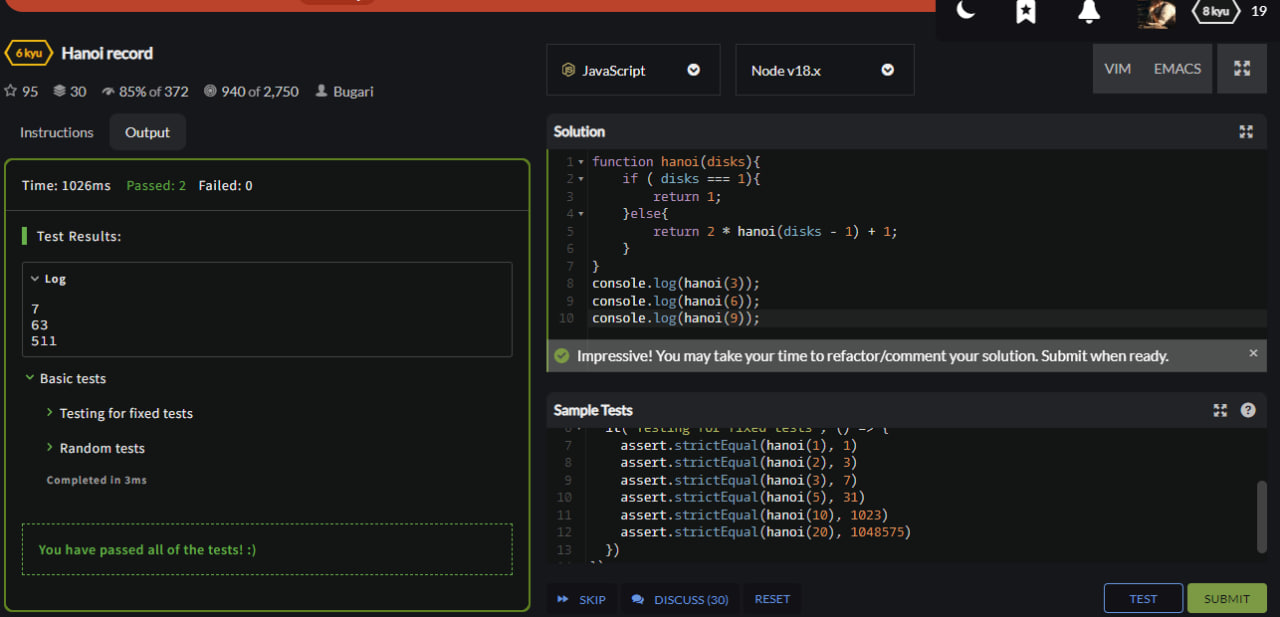 8 kyu 19
6 kyu Hanoi record
95 30 85% of 372 940 of 2,750 Bugari
Instructions Output
Time: 1026ms Passed: 2 Failed: 0
Test Results:
Log
7
63
511
Basic tests
Testing for fixed tests
Random tests
Completed in 3ms
You have passed all of the tests! :)
JavaScript Node v18.x VIM EMACS
Solution
1 function hanoi(disks){
2 if ( disks === 1){
3 return 1;
4 }else{
5 return 2 * hanoi(disks - 1) + 1;
6 }
7 }
8 console.log(hanoi(3));
9 console.log(hanoi(6));
10 console.log(hanoi(9));
Impressive! You may take your time to refactor/comment your solution. Submit when ready.
Sample Tests
6 it("Testing for fixed tests", () => {
7 assert.strictEqual(hanoi(1), 1)
8 assert.strictEqual(hanoi(2), 3)
9 assert.strictEqual(hanoi(3), 7)
10 assert.strictEqual(hanoi(5), 31)
11 assert.strictEqual(hanoi(10), 1023)
12 assert.strictEqual(hanoi(20), 1048575)
13 })
SKIP DISCUSS (30) RESET TEST SUBMIT